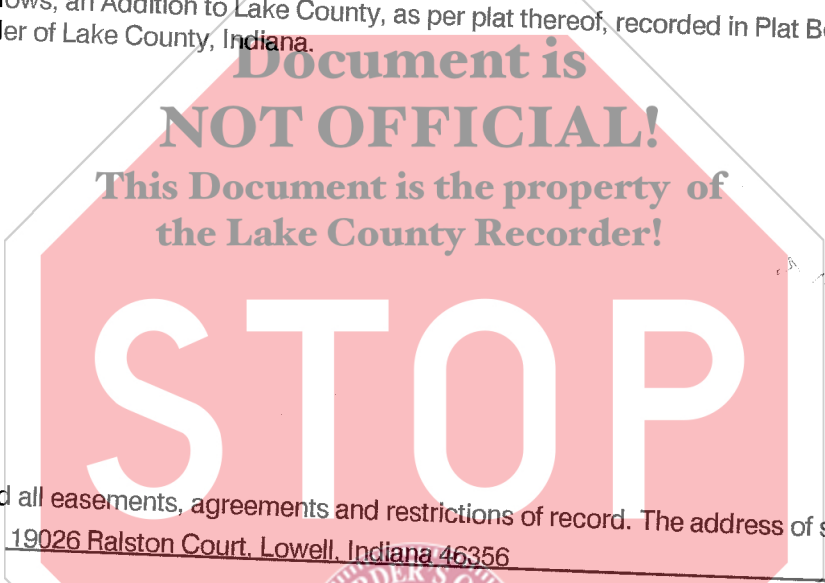 an Addition to Lake County, as per plat thereof, recorded in Plat
of Lake County, Indiana.
Document is
NOT OFFICIAL!
This Document is the property of
the Lake County Recorder!
STOP
all easements, agreements and restrictions of record. The address of
19026 Ralston Court, Lowell, Indiana 46356